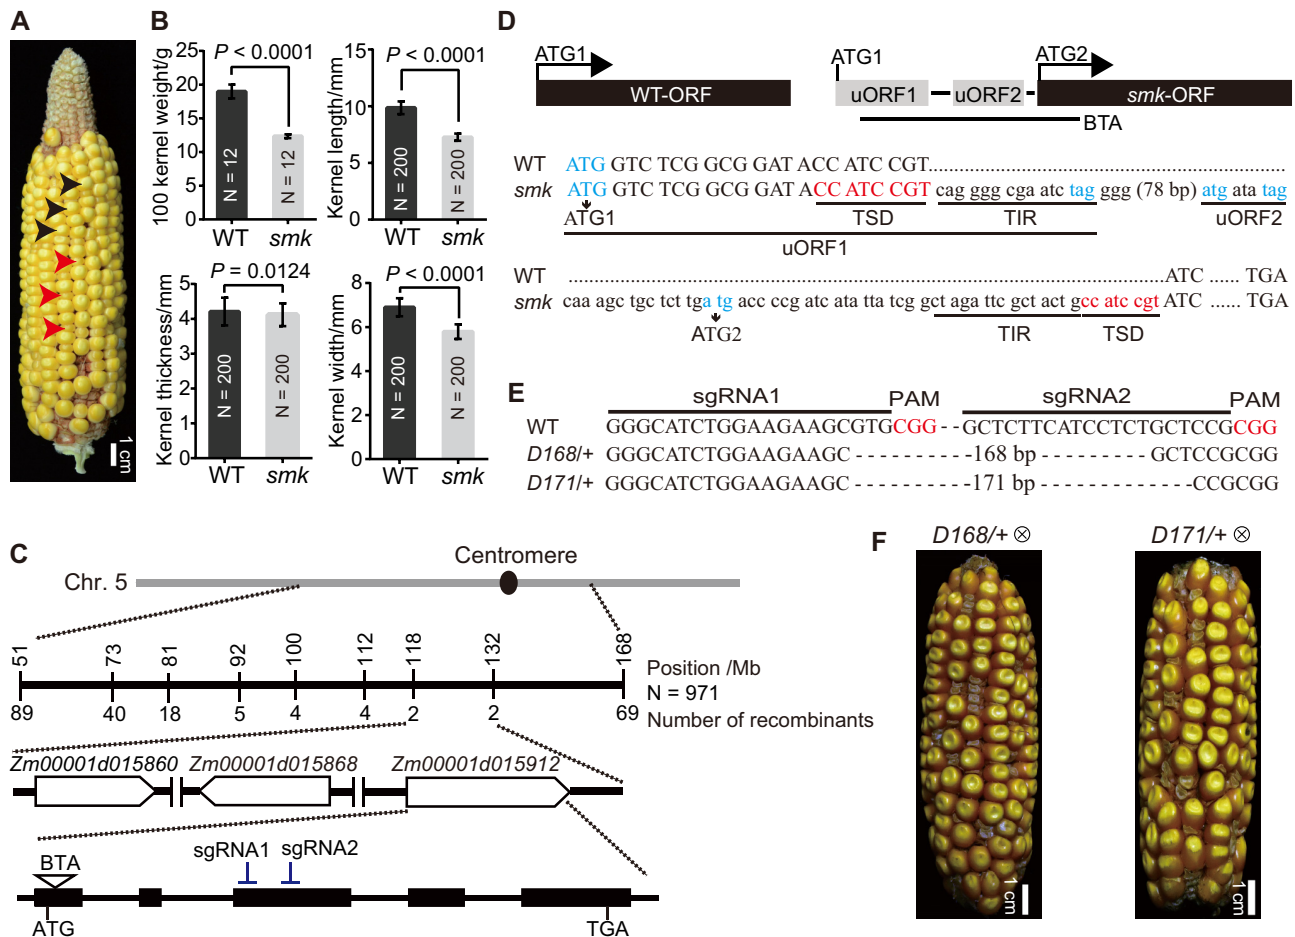 A
1 cm
B
100 kernel weight/g
25
20
15
10
5
0
P < 0.0001
N = 12
N = 12
WT
smk
Kernel length/mm
15
10
5
0
P < 0.0001
N = 200
N = 200
WT
smk
Kernel thickness/mm
5
4
3
2
1
0
P = 0.0124
N = 200
N = 200
WT
smk
Kernel width/mm
8
6
4
2
0
P < 0.0001
N = 200
N = 200
WT
smk
C
Centromere
Chr. 5
51 73 81 92 100 112 118 132 168
Position /Mb
N = 971
89 40 18 5 4 4 2 2 69
Number of recombinants
Zm00001d015860 Zm00001d015868 Zm00001d015912
BTA sgRNA1 sgRNA2
ATG TGA
D
ATG1 ATG1 ATG2
WT-ORF uORF1 uORF2 smk-ORF
BTA
WT ATG GTC TCG GCG GAT ACC ATC CGT.......................................................
smk ATG GTC TCG GCG GAT ACC ATC CGT cag ggg cga atc tag ggg (78 bp) atg ata tag
ATG1 TSD TIR uORF2
uORF1
WT ............................................................................................ATC ...... TGA
smk caa agc tgc tct tga tg acc ccg atc ata tta tcg gct aga ttc gct act gcc atc cgt ATC ...... TGA
ATG2 TIR TSD
E
sgRNA1 PAM sgRNA2 PAM
WT GGGCATCTGGAAGAAGCGTGCGG - -GCTCTTCATCCTCTGCTCCGCGG
D168/+ GGGCATCTGGAAGAAGC - - - - - - - - -168 bp - - - - - - - - - GCTCCGCGG
D171/+ GGGCATCTGGAAGAAGC - - - - - - - - -171 bp - - - - - - - - - - - - -CCGCGG
F
D168/+ ⊗ D171/+ ⊗
1 cm 1 cm